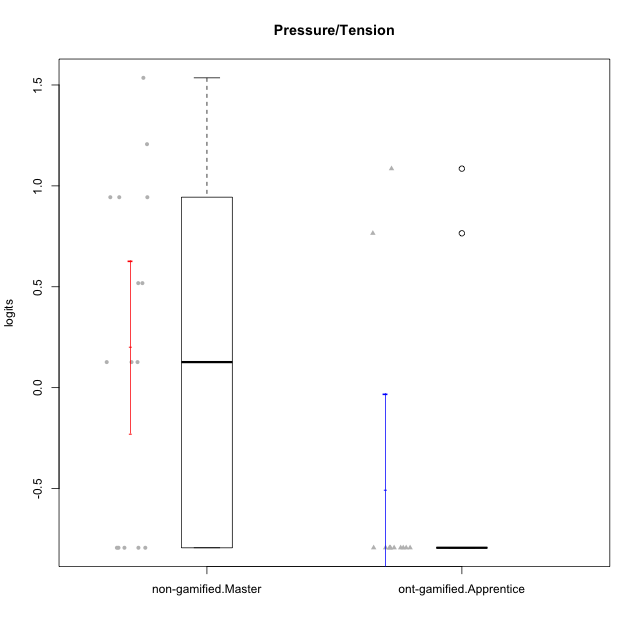 Pressure/Tension
logits
1.5
1.0
0.5
0.0
-0.5
non-gamified.Master
ont-gamified.Apprentice